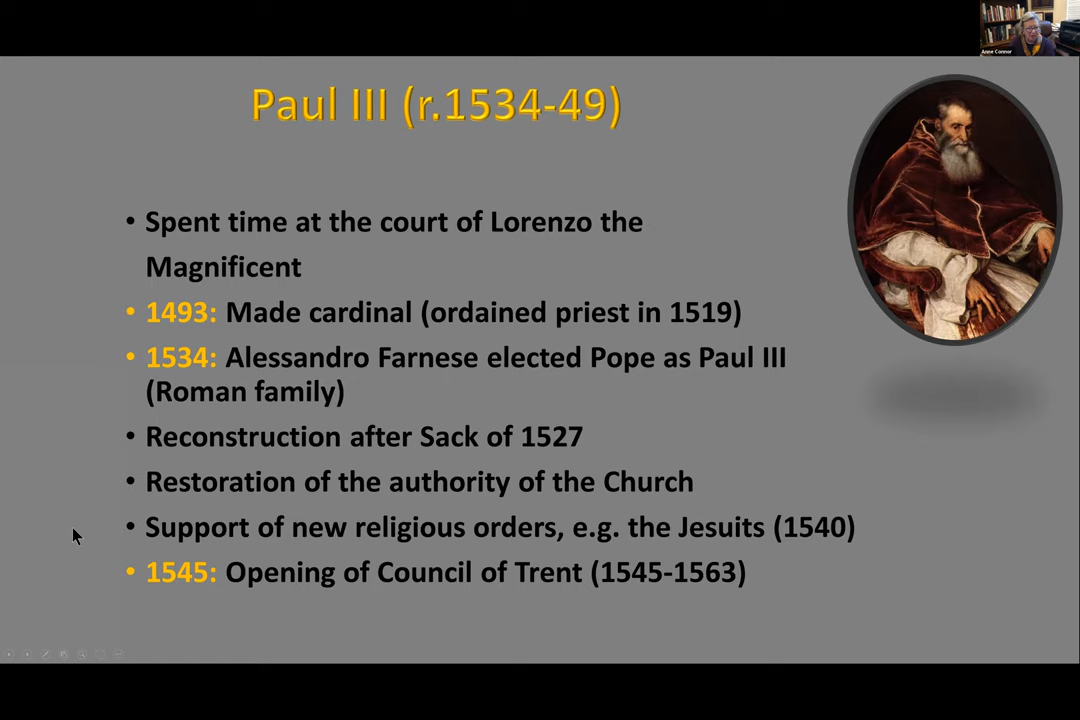 Anne Connor
Paul III (r.1534-49)
• Spent time at the court of Lorenzo the
Magnificent
• 1493: Made cardinal (ordained priest in 1519)
• 1534: Alessandro Farnese elected Pope as Paul III
(Roman family)
• Reconstruction after Sack of 1527
• Restoration of the authority of the Church
• Support of new religious orders, e.g. the Jesuits (1540)
• 1545: Opening of Council of Trent (1545-1563)